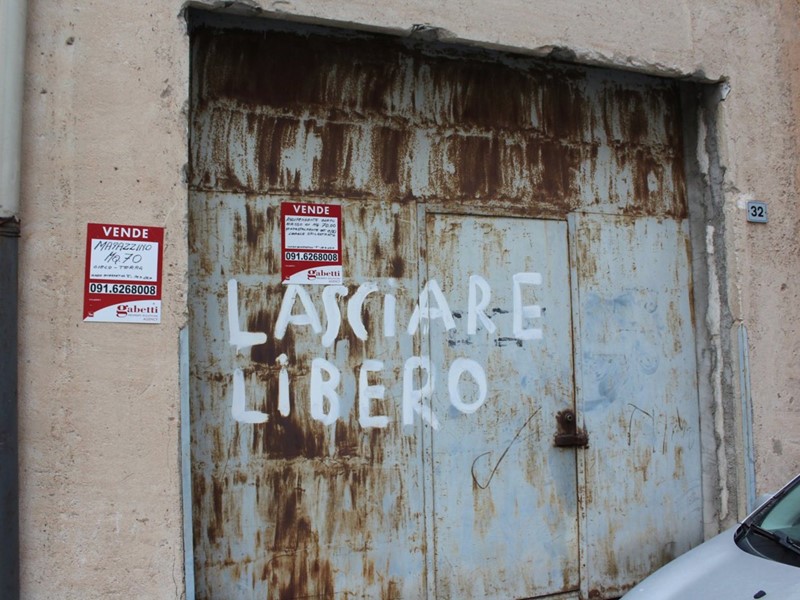 VENDE
MAGAZZINO
MQ. 70
091.6268008
gabetti
VENDE
091.6268008
gabetti
LASCIARE
LIBERO
32